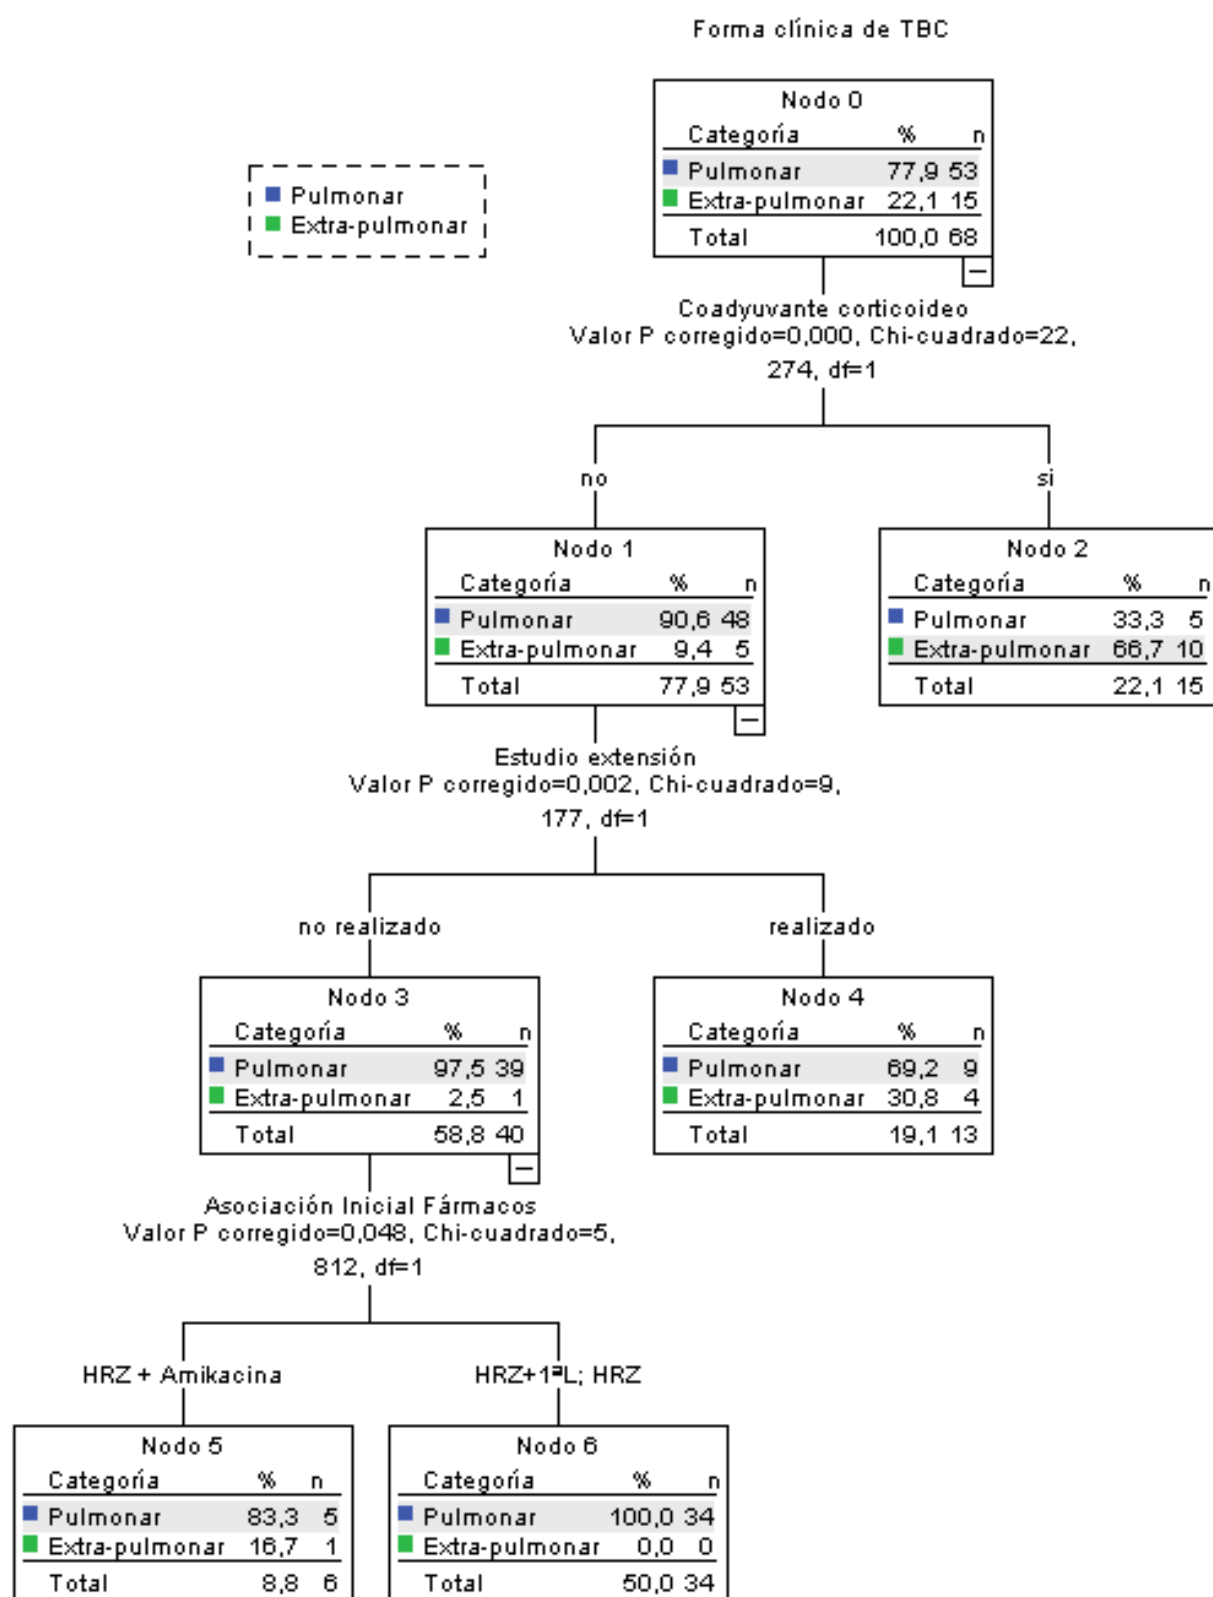 Forma clínica de TBC
Pulmonar
Extra-pulmonar
Nodo 0
Categoría % n
Pulmonar 77,9 53
Extra-pulmonar 22,1 15
Total 100,0 68
Coadyuvante corticoideo
Valor P corregido=0,000, Chi-cuadrado=22,
274, df=1
no
si
Nodo 1
Categoría % n
Pulmonar 90,6 48
Extra-pulmonar 9,4 5
Total 77,9 53
Nodo 2
Categoría % n
Pulmonar 33,3 5
Extra-pulmonar 66,7 10
Total 22,1 15
Estudio extensión
Valor P corregido=0,002, Chi-cuadrado=9,
177, df=1
no realizado
realizado
Nodo 3
Categoría % n
Pulmonar 97,5 39
Extra-pulmonar 2,5 1
Total 58,8 40
Nodo 4
Categoría % n
Pulmonar 69,2 9
Extra-pulmonar 30,8 4
Total 19,1 13
Asociación Inicial Fármacos
Valor P corregido=0,048, Chi-cuadrado=5,
812, df=1
HRZ + Amikacina
HRZ+1ªL; HRZ
Nodo 5
Categoría % n
Pulmonar 83,3 5
Extra-pulmonar 16,7 1
Total 8,8 6
Nodo 6
Categoría % n
Pulmonar 100,0 34
Extra-pulmonar 0,0 0
Total 50,0 34